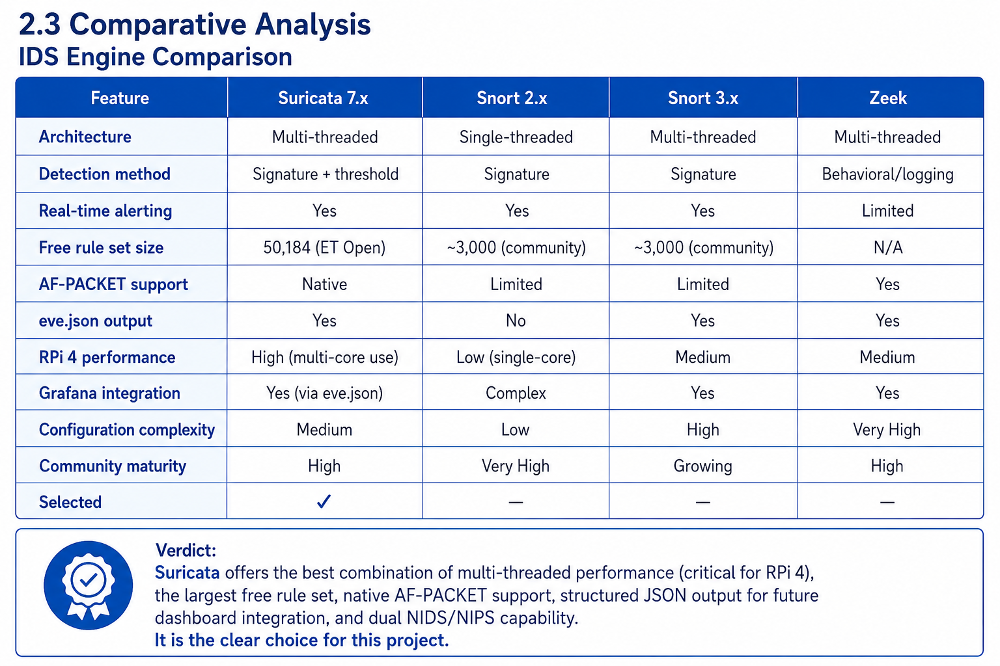 2.3 Comparative Analysis
IDS Engine Comparison
Feature Suricata 7.x Snort 2.x Snort 3.x Zeek
Architecture Multi-threaded Single-threaded Multi-threaded Multi-threaded
Detection method Signature + threshold Signature Signature Behavioral/logging
Real-time alerting Yes Yes Yes Limited
Free rule set size 50,184 (ET Open) ~3,000 (community) ~3,000 (community) N/A
AF-PACKET support Native Limited Limited Yes
eve.json output Yes No Yes Yes
RPi 4 performance High (multi-core use) Low (single-core) Medium Medium
Grafana integration Yes (via eve.json) Complex Yes Yes
Configuration complexity Medium Low High Very High
Community maturity High Very High Growing High
Selected ✓ — — —
Verdict:
Suricata offers the best combination of multi-threaded performance (critical for RPi 4),
the largest free rule set, native AF-PACKET support, structured JSON output for future
dashboard integration, and dual NIDS/NIPS capability.
It is the clear choice for this project.